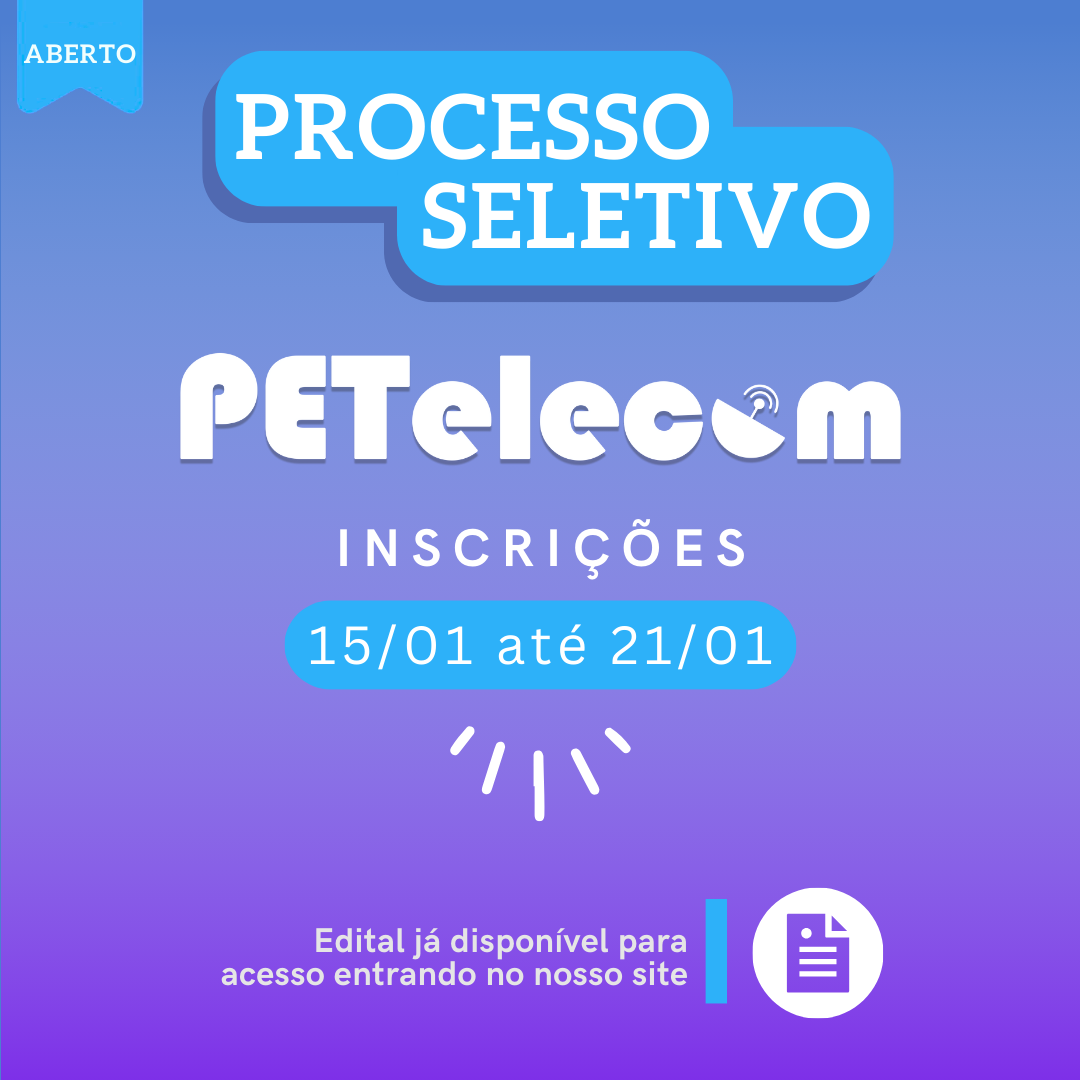 ABERTO
PROCESSO
SELETIVO
PETelecom
INSCRIÇÕES
15/01 até 21/01
Edital já disponível para
acesso entrando no nosso site